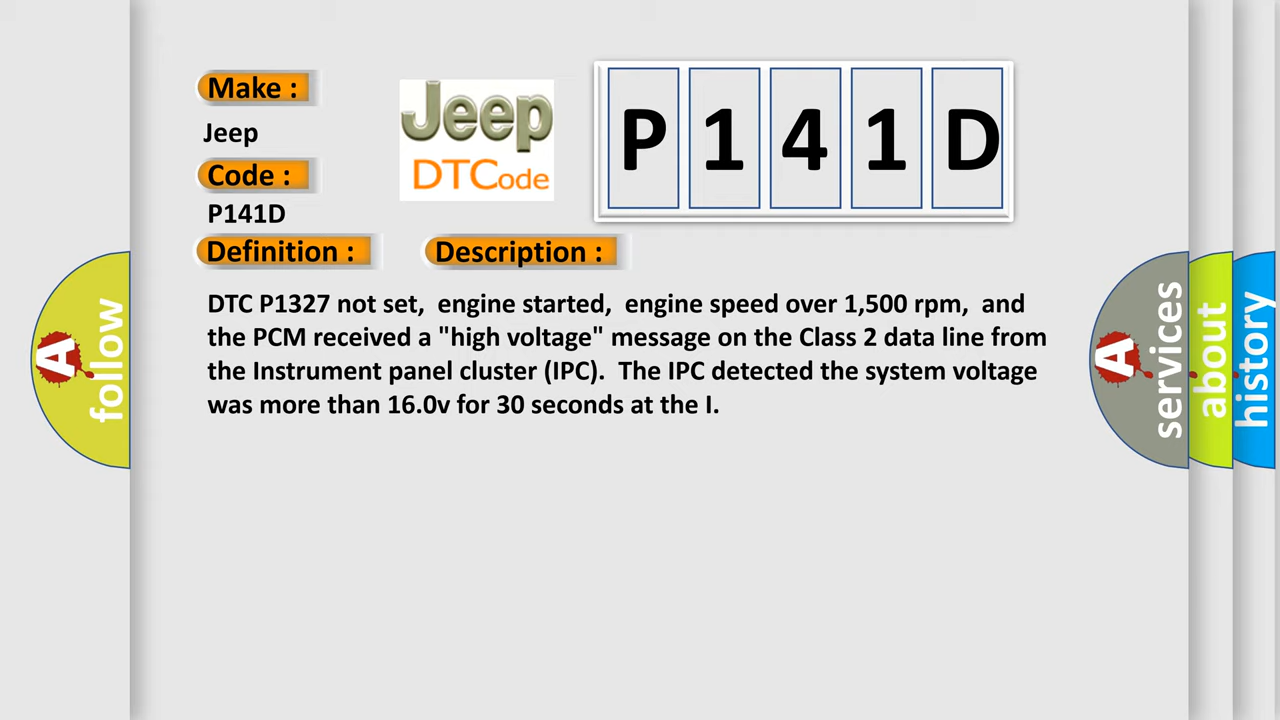 Make :
Jeep
Code :
P141D
Definition :
Description :
Jeep
DTCode
P141D
DTC P1327 not set,  engine started,  engine speed over 1,500 rpm,  and
the PCM received a "high voltage" message on the Class 2 data line from
the Instrument panel cluster (IPC).  The IPC detected the system voltage
was more than 16.0v for 30 seconds at the I.
A follow
A services
about
history